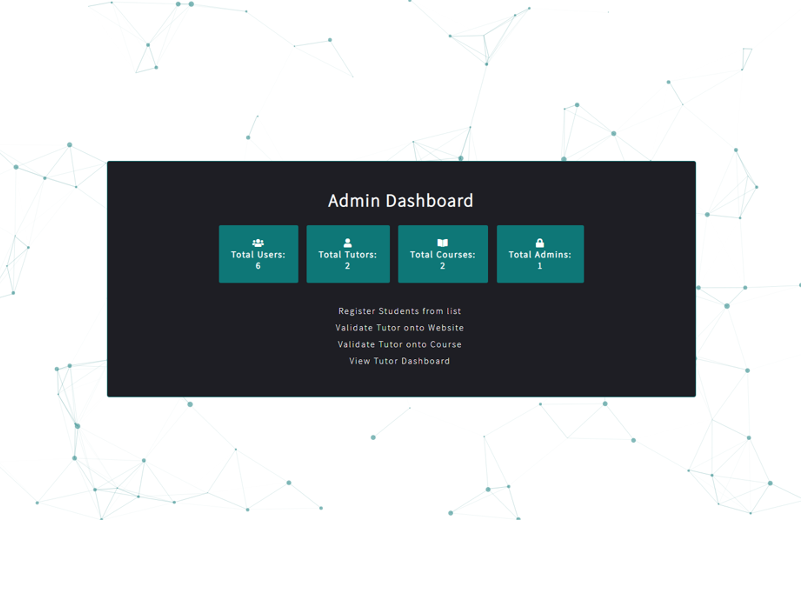 Admin Dashboard
Total Users:
6
Total Tutors:
2
Total Courses:
2
Total Admins:
1
Register Students from list
Validate Tutor onto Website
Validate Tutor onto Course
View Tutor Dashboard